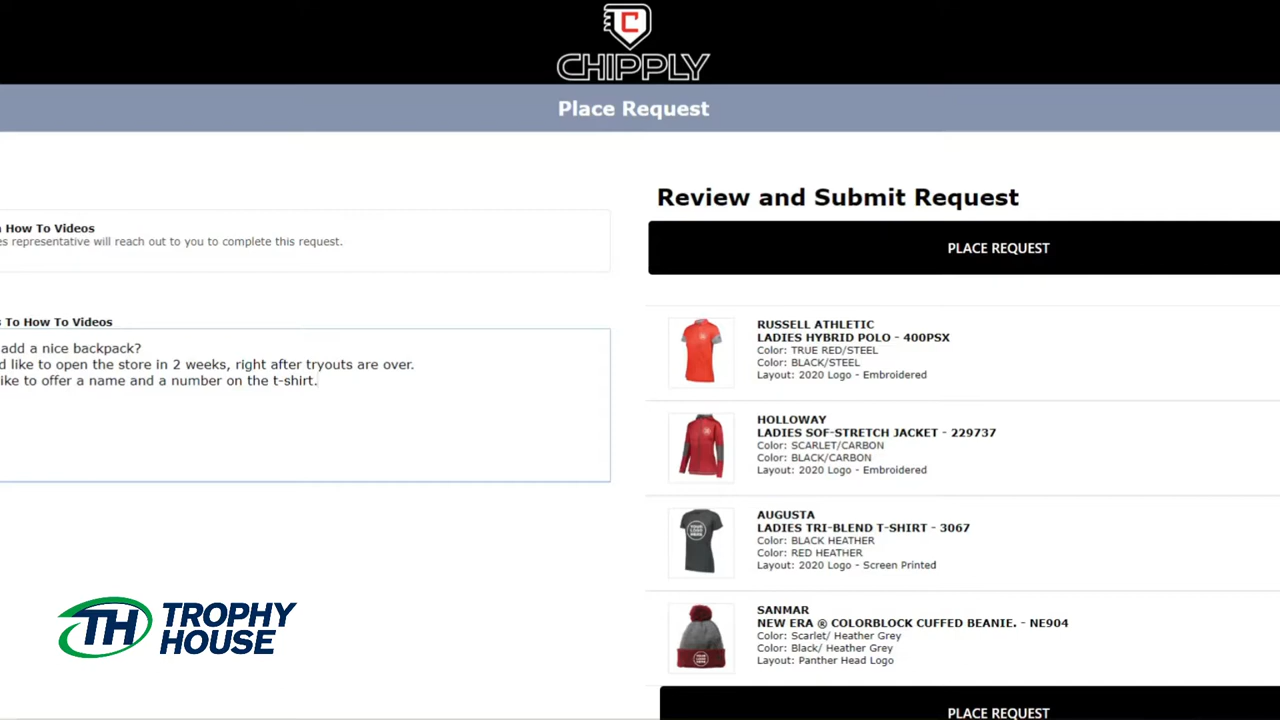 C
CHIPPLY
Place Request
How To Videos
representative will reach out to you to complete this request.
To How To Videos
add a nice backpack?
like to open the store in 2 weeks, right after tryouts are over.
like to offer a name and a number on the t-shirt.
TH TROPHY
HOUSE
Review and Submit Request
PLACE REQUEST
RUSSELL ATHLETIC
LADIES HYBRID POLO - 400PSX
Color: TRUE RED/STEEL
Color: BLACK/STEEL
Layout: 2020 Logo - Embroidered
HOLLOWAY
LADIES SOF-STRETCH JACKET - 229737
Color: SCARLET/CARBON
Color: BLACK/CARBON
Layout: 2020 Logo - Embroidered
YOUR
LOGO
HERE
AUGUSTA
LADIES TRI-BLEND T-SHIRT - 3067
Color: BLACK HEATHER
Color: RED HEATHER
Layout: 2020 Logo - Screen Printed
SANMAR
NEW ERA ® COLORBLOCK CUFFED BEANIE. - NE904
Color: Scarlet/ Heather Grey
Color: Black/ Heather Grey
Layout: Panther Head Logo
PLACE REQUEST